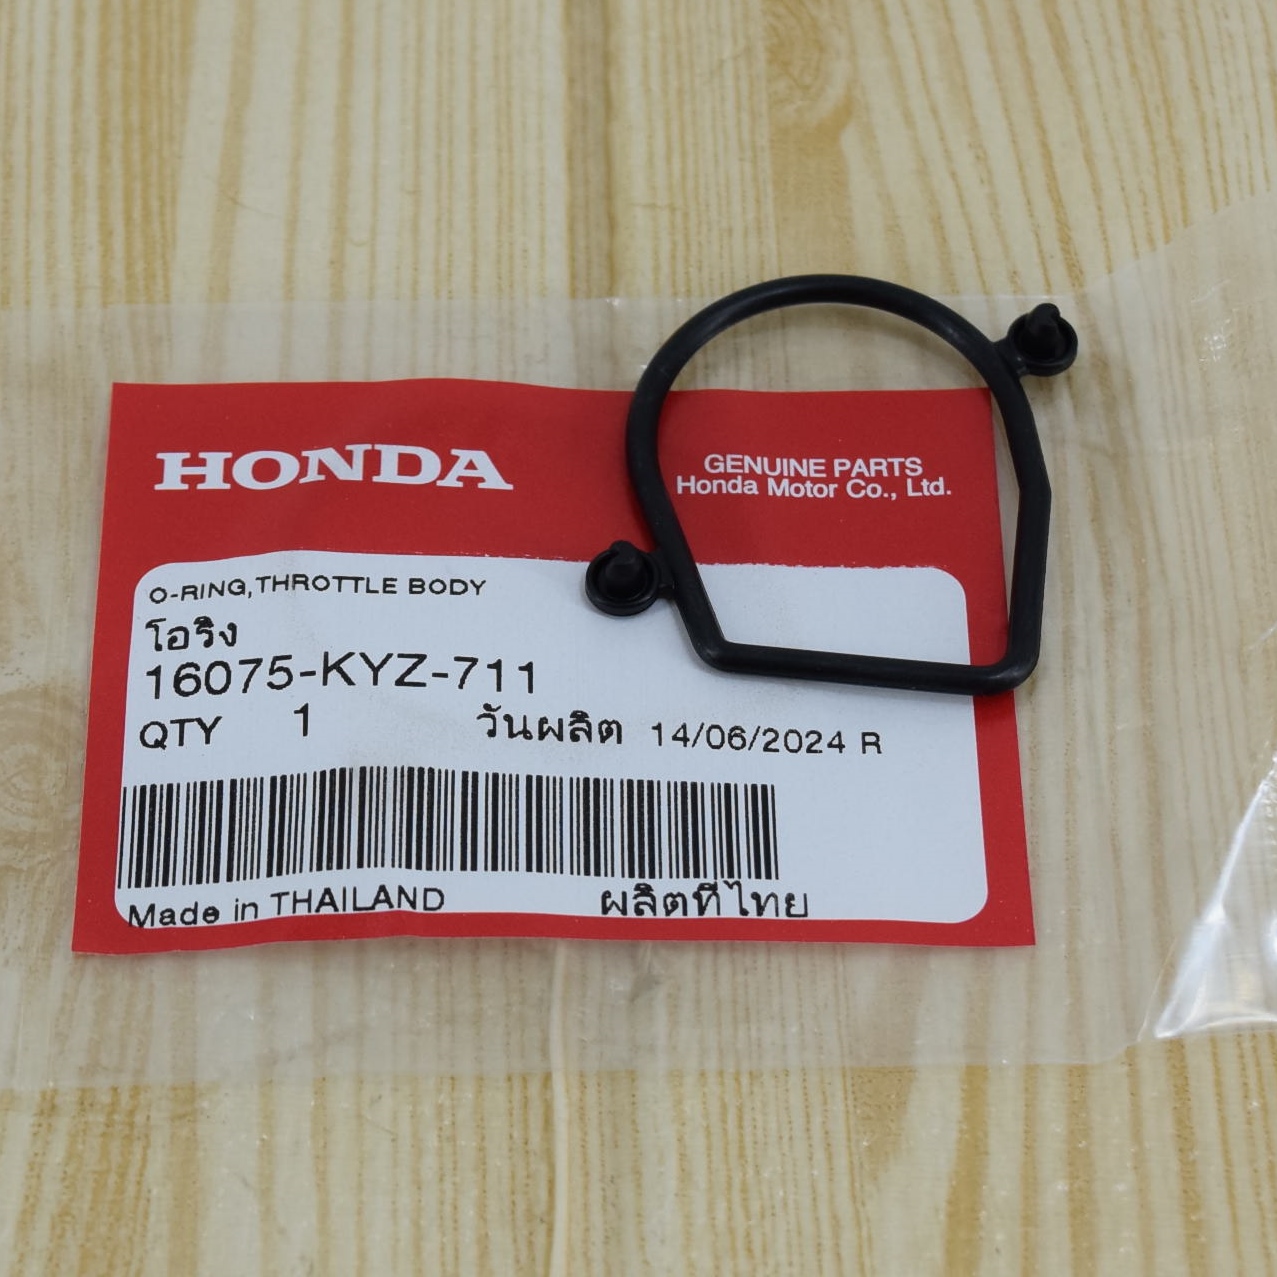 HONDA
GENUINE PARTS
Honda Motor Co., Ltd.
O-RING,THROTTLE BODY
โอริง
16075-KYZ-711
QTY 1 วันผลิต 14/06/2024 R
Made in THAILAND ผลิตที่ไทย